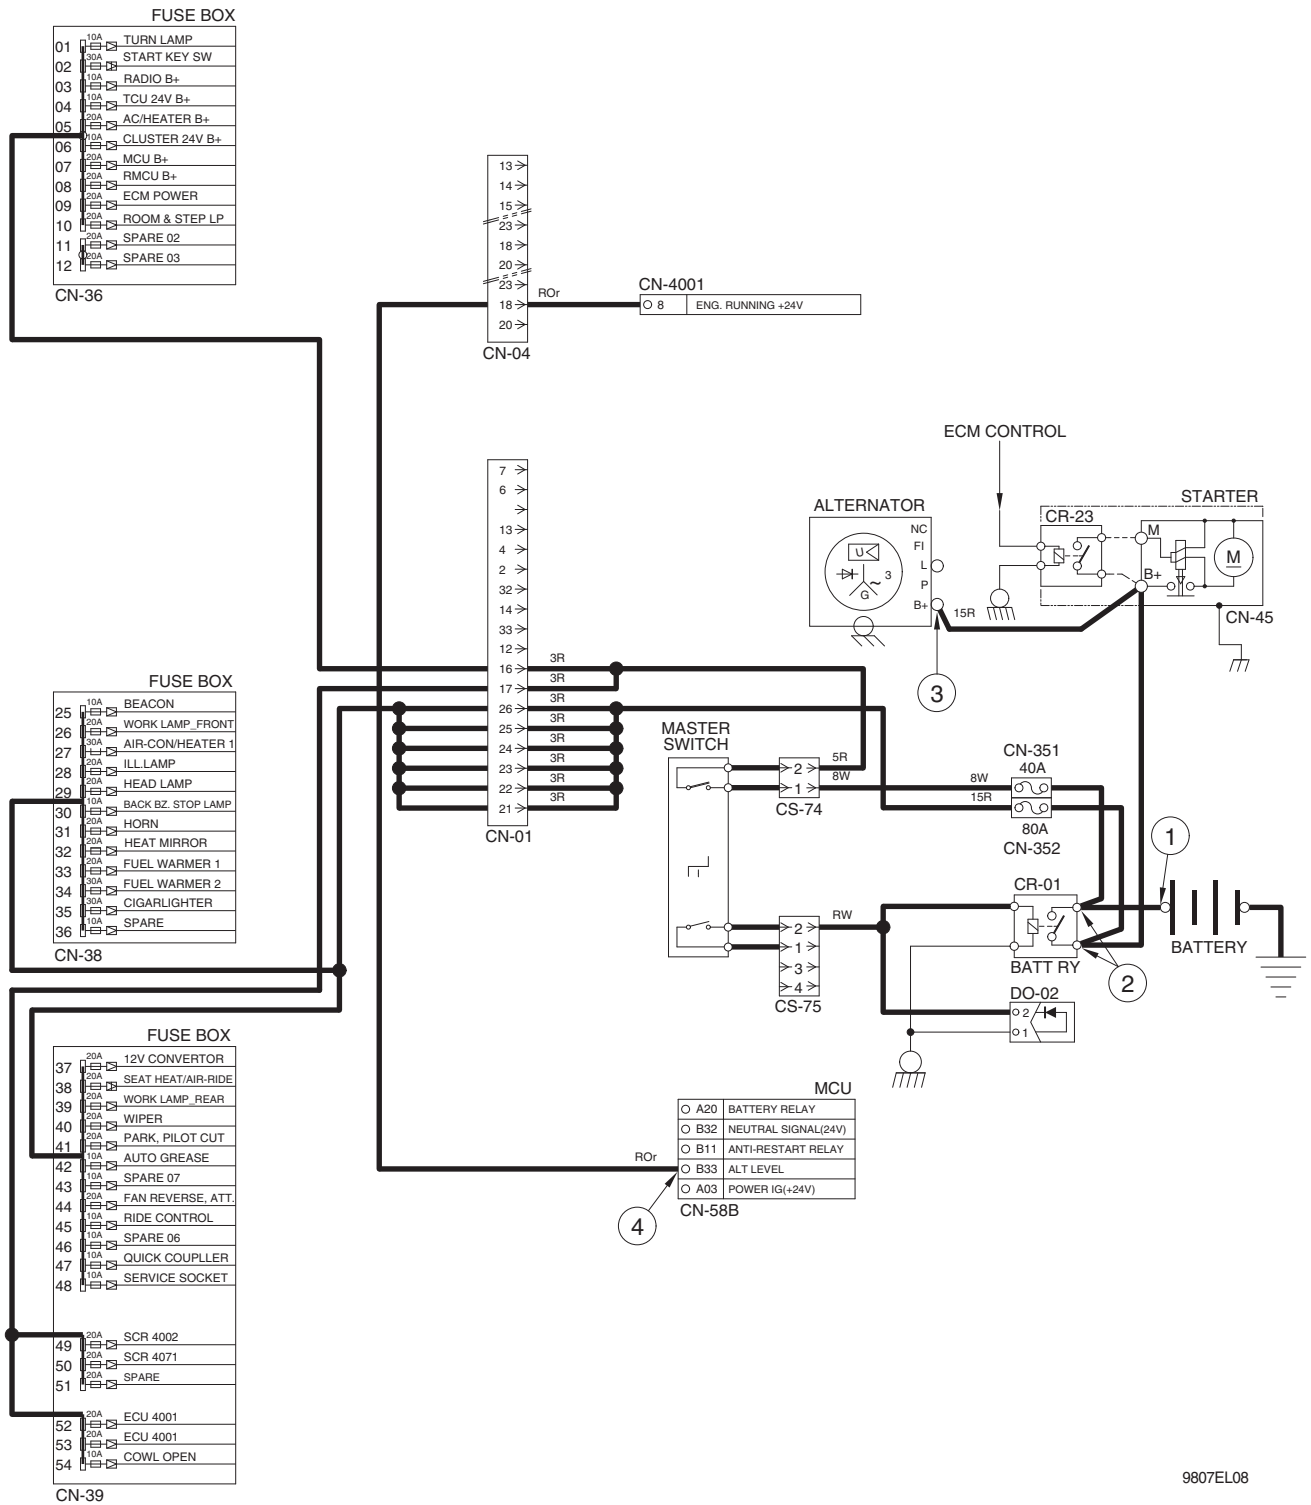 FUSE BOX
01 10A TURN LAMP
02 30A START KEY SW
03 10A RADIO B+
04 10A TCU 24V B+
05 20A AC/HEATER B+
06 10A CLUSTER 24V B+
07 20A MCU B+
08 20A RMCU B+
09 20A ECM POWER
10 20A ROOM & STEP LP
11 20A SPARE 02
12 20A SPARE 03
CN-36
13
14
15
23
18
20
23
18 ROr
20
CN-04
CN-4001
8 ENG. RUNNING +24V
7
6
13
4
2
32
14
33
12
16 3R
17 3R
26 3R
25 3R
24 3R
23 3R
22 3R
21 3R
CN-01
ECM CONTROL
ALTERNATOR
NC
FI
L
P
B+
U
3
~
G
15R
3
STARTER
CR-23
M
M
B+
CN-45
MASTER
SWITCH
2 5R
1 8W
CS-74
CN-351
40A
8W
15R
80A
CN-352
1
CR-01
BATT RY
BATTERY
2
2 RW
1
3
4
CS-75
DO-02
2
1
FUSE BOX
25 10A BEACON
26 20A WORK LAMP_FRONT
27 30A AIR-CON/HEATER 1
28 20A ILL.LAMP
29 20A HEAD LAMP
30 10A BACK BZ. STOP LAMP
31 10A HORN
32 20A HEAT MIRROR
33 20A FUEL WARMER 1
34 30A FUEL WARMER 2
35 30A CIGARLIGHTER
36 10A SPARE
CN-38
FUSE BOX
37 20A 12V CONVERTOR
38 20A SEAT HEAT/AIR-RIDE
39 20A WORK LAMP_REAR
40 20A WIPER
41 20A PARK, PILOT CUT
42 10A AUTO GREASE
43 10A SPARE 07
44 20A FAN REVERSE, ATT.
45 10A RIDE CONTROL
46 10A SPARE 06
47 10A QUICK COUPLLER
48 10A SERVICE SOCKET
49 20A SCR 4002
50 20A SCR 4071
51 20A SPARE
52 20A ECU 4001
53 20A ECU 4001
54 10A COWL OPEN
CN-39
MCU
A20 BATTERY RELAY
B32 NEUTRAL SIGNAL(24V)
B11 ANTI-RESTART RELAY
ROr B33 ALT LEVEL
A03 POWER IG(+24V)
CN-58B
4
9807EL08